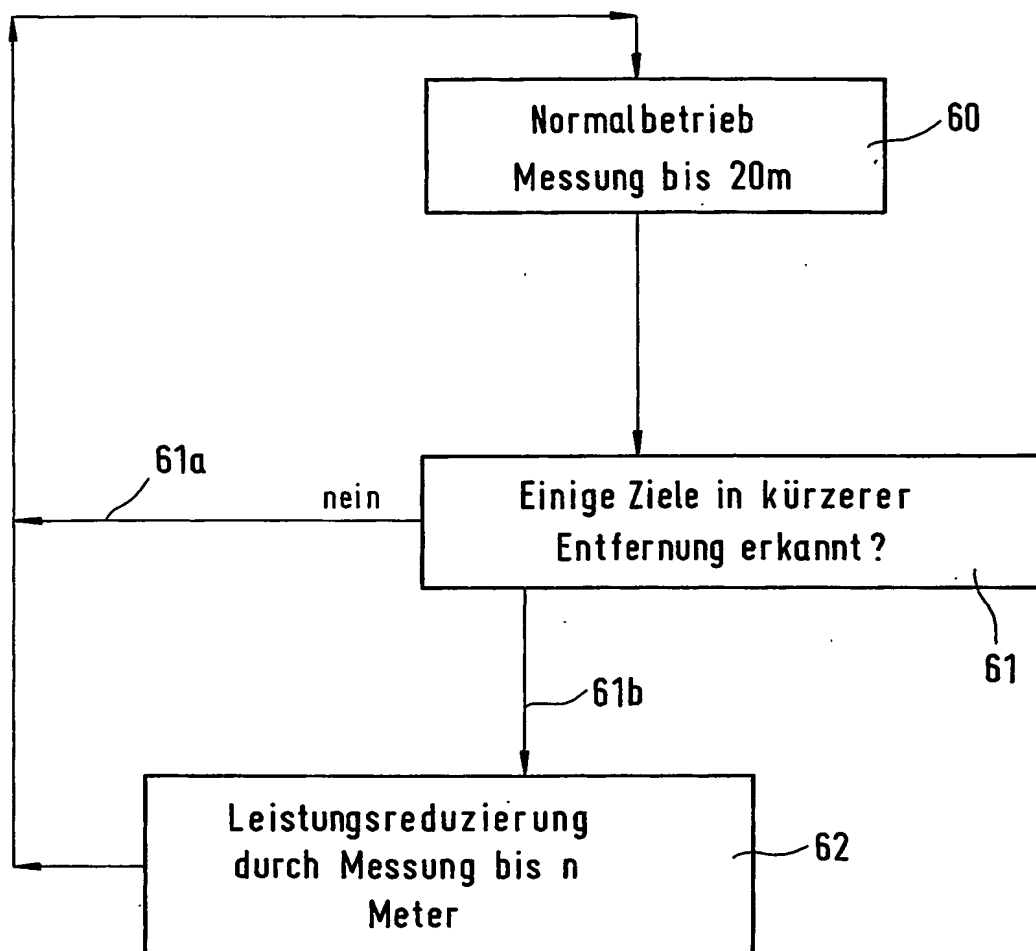 Normalbetrieb
Messung bis 20m
60
61a
nein
Einige Ziele in kürzerer
Entfernung erkannt?
61
61b
Leistungsreduzierung
durch Messung bis n
Meter
62